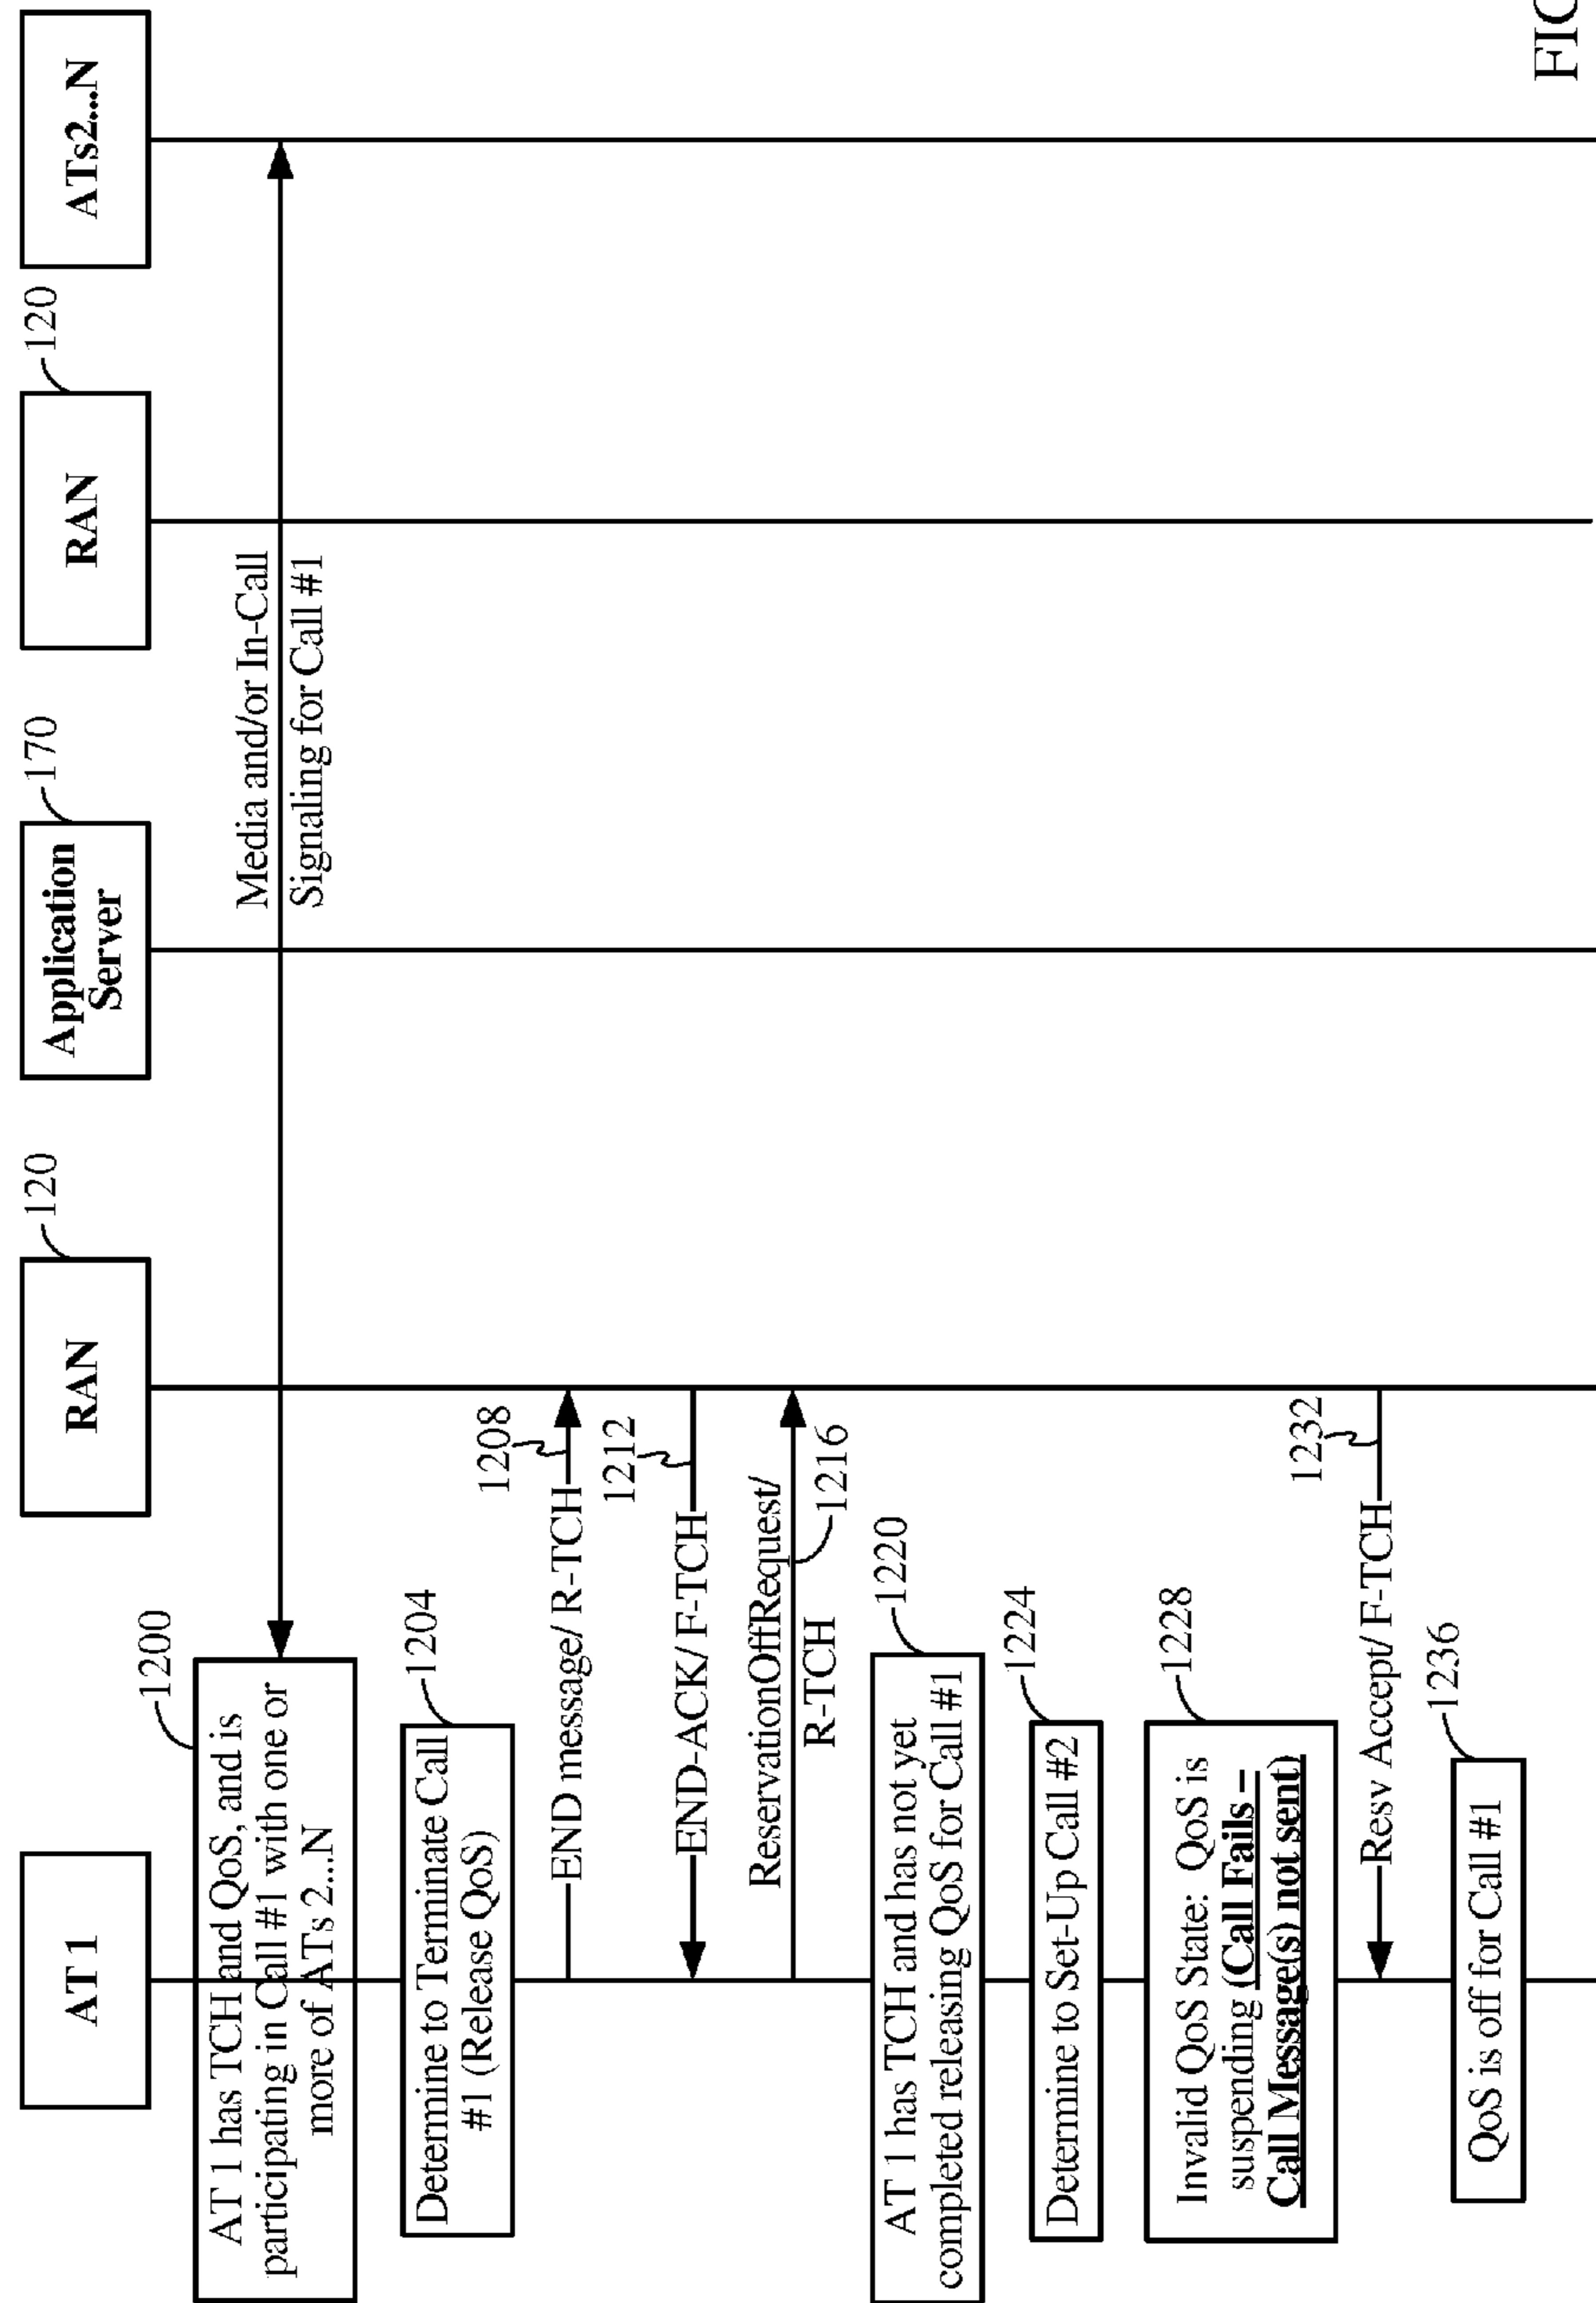 AT 1
RAN
120
Application
Server
170
RAN
120
ATs2...N
1200
AT 1 has TCH and QoS, and is
participating in Call #1 with one or
more of ATs 2...N
Media and/or In-Call
Signaling for Call #1
1204
Determine to Terminate Call
#1 (Release QoS)
END message/ R-TCH
1208
END-ACK/ F-TCH
1212
ReservationOffRequest/
R-TCH
1216
1220
AT 1 has TCH and has not yet
completed releasing QoS for Call #1
1224
Determine to Set-Up Call #2
1228
Invalid QoS State: QoS is
suspending (Call Fails –
Call Message(s) not sent)
Resv Accept/ F-TCH
1232
1236
QoS is off for Call #1
FIG